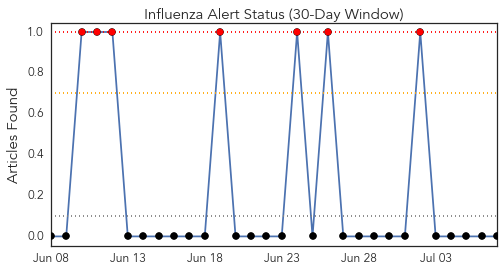 Influenza Alert Status (30-Day Window)
Articles Found
1.0
0.8
0.6
0.4
0.2
0.0
Jun 08 Jun 13 Jun 18 Jun 23 Jun 28 Jul 03